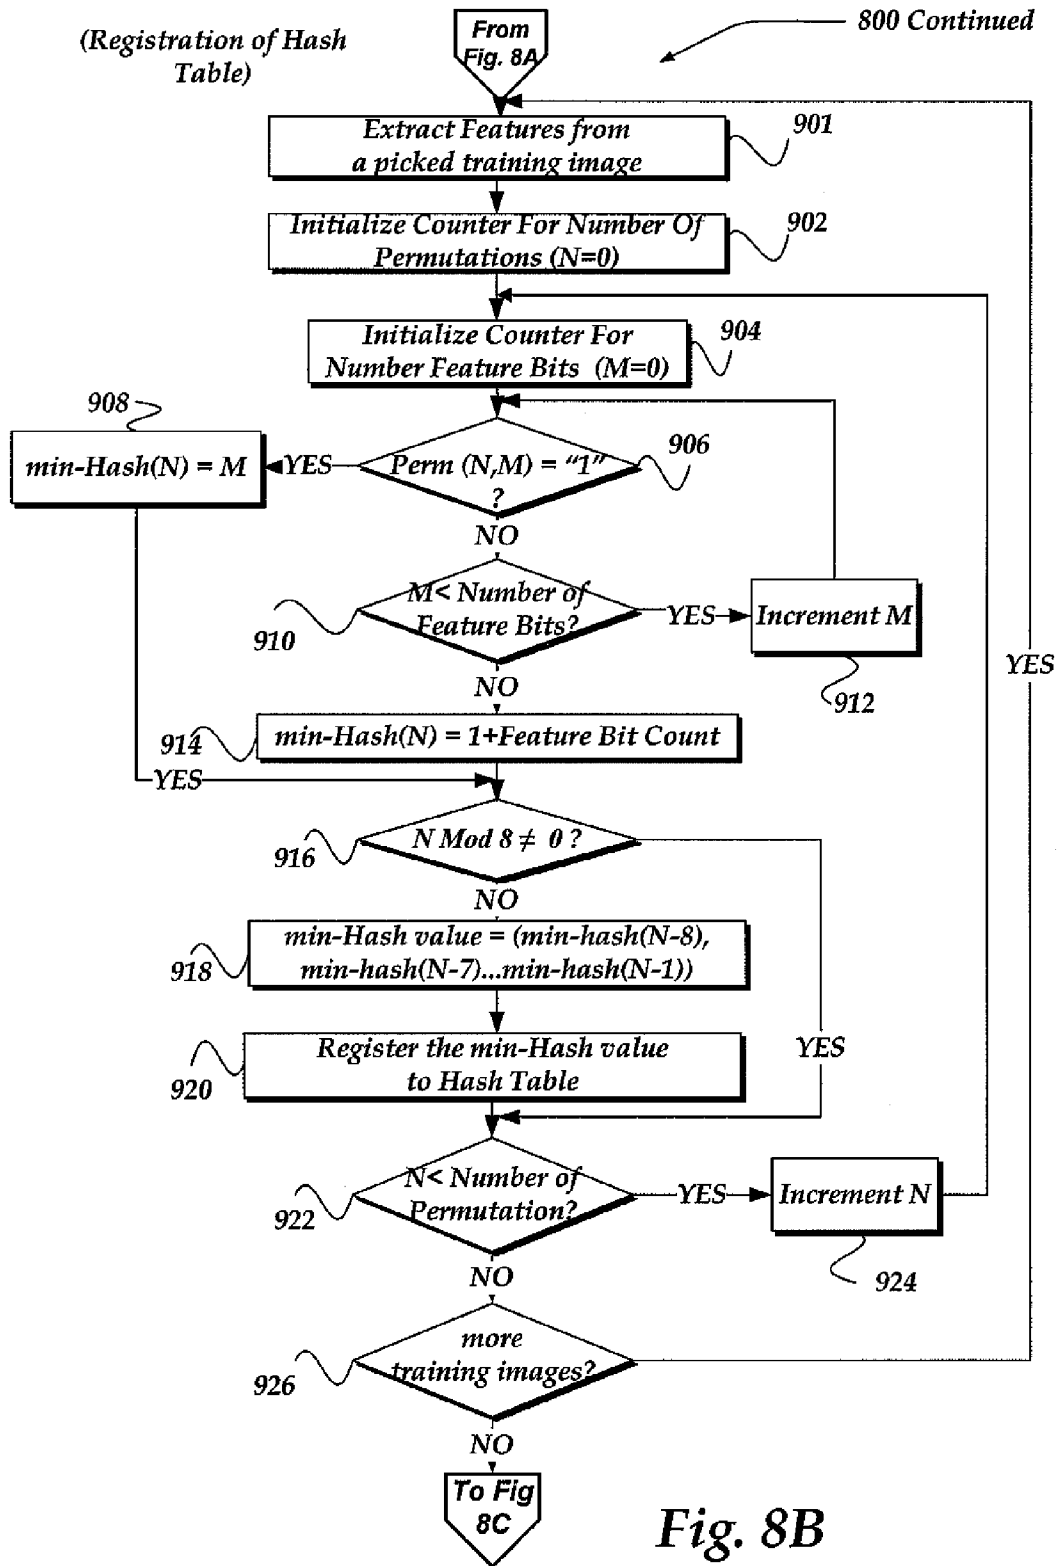 (Registration of Hash
Table)
From
Fig. 8A
800 Continued
Extract Features from
a picked training image
901
Initialize Counter For Number Of
Permutations (N=0)
902
Initialize Counter For
Number Feature Bits (M=0)
904
908
min-Hash(N) = M
YES
Perm (N,M) = “1”
?
906
NO
M< Number of
Feature Bits?
910
YES
Increment M
912
YES
NO
914
min-Hash(N) = 1+Feature Bit Count
YES
916
N Mod 8 ≠ 0 ?
NO
918
min-Hash value = (min-hash(N-8),
min-hash(N-7)...min-hash(N-1))
920
Register the min-Hash value
to Hash Table
YES
922
N< Number of
Permutation?
YES
Increment N
924
NO
926
more
training images?
NO
To Fig
8C
Fig. 8B